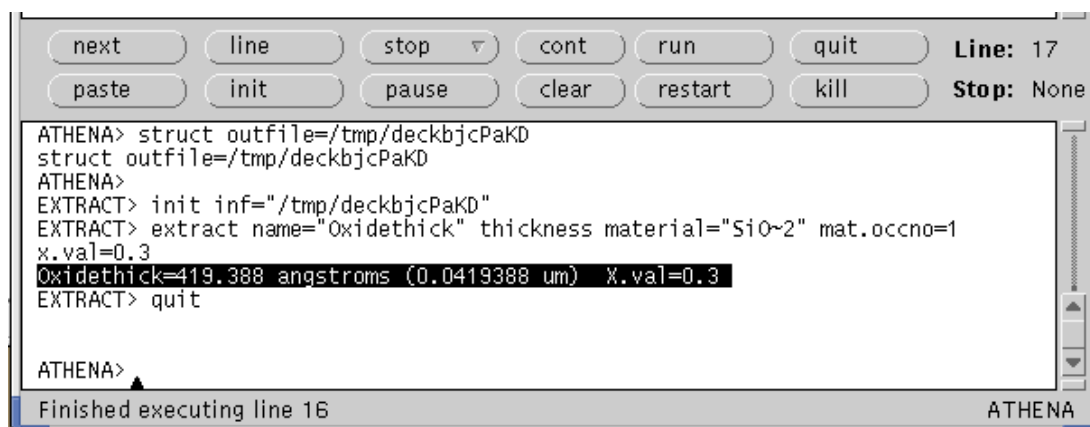 next line stop cont run quit Line: 17
paste init pause clear restart kill Stop: None
ATHENA> struct outfile=/tmp/deckbjcPaKD
struct outfile=/tmp/deckbjcPaKD
ATHENA>
EXTRACT> init inf="/tmp/deckbjcPaKD"
EXTRACT> extract name="Oxidethick" thickness material="SiO~2" mat.occno=1
x.val=0.3
Oxidethick=419.388 angstroms (0.0419388 um)  X.val=0.3
EXTRACT> quit
ATHENA>
Finished executing line 16 ATHENA